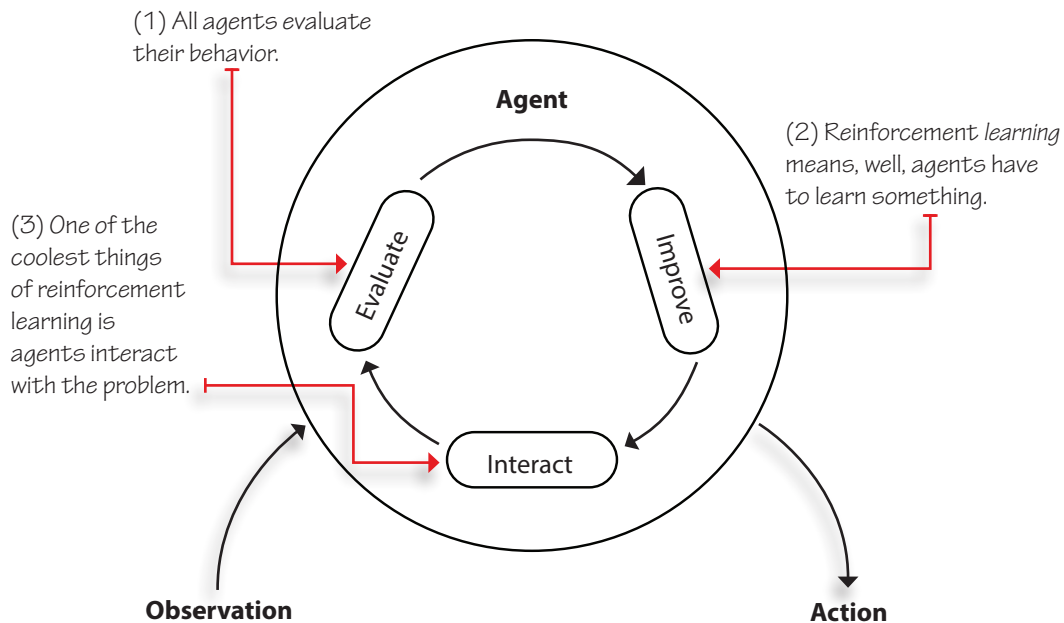 (1) All agents evaluate
their behavior.
Agent
(2) Reinforcement learning
means, well, agents have
to learn something.
(3) One of the
coolest things
of reinforcement
learning is
agents interact
with the problem.
Evaluate
Improve
Interact
Observation
Action